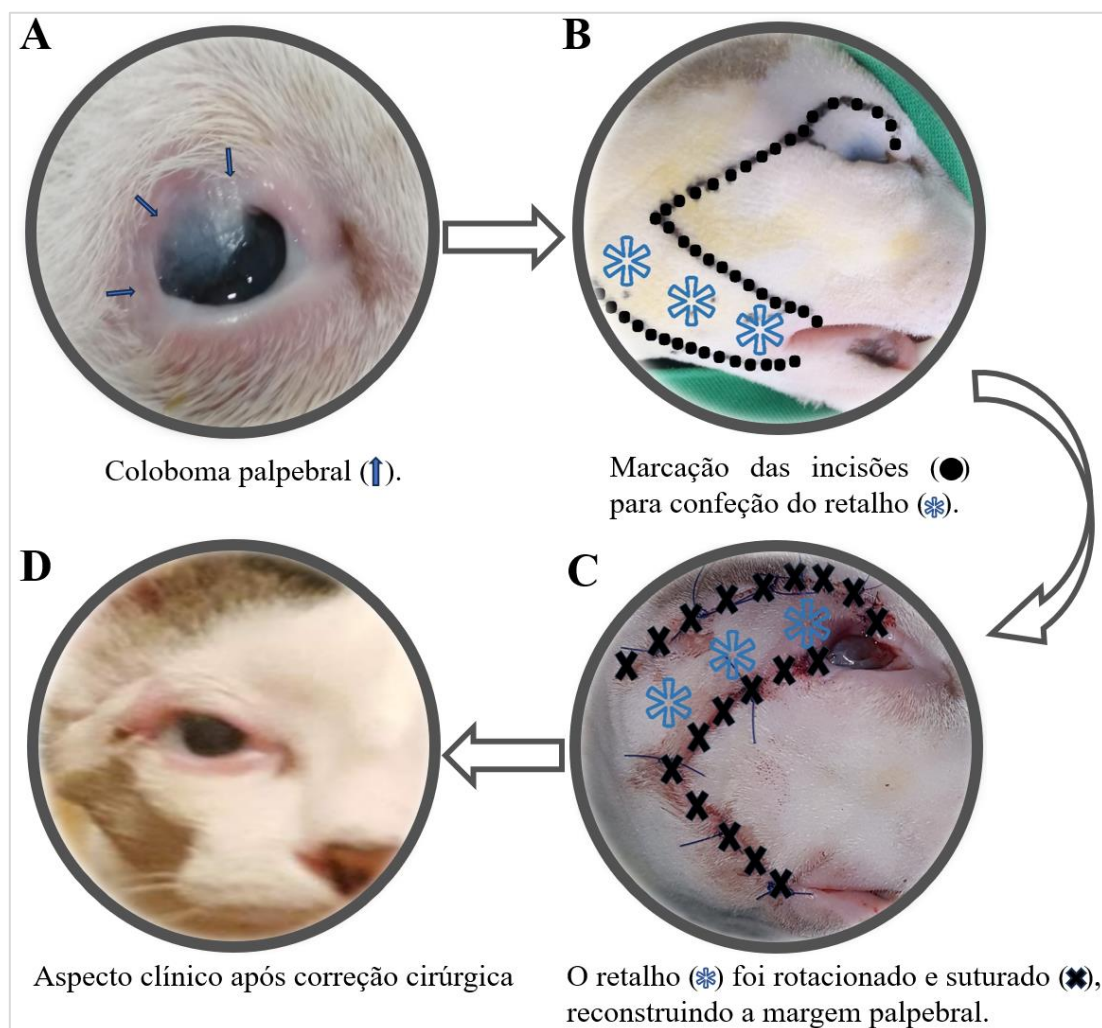 A
B
Coloboma palpebral (⬆).
Marcação das incisões (●)
para confeção do retalho (✼).
D
C
Aspecto clínico após correção cirúrgica
O retalho (✼) foi rotacionado e suturado (✖),
reconstruindo a margem palpebral.